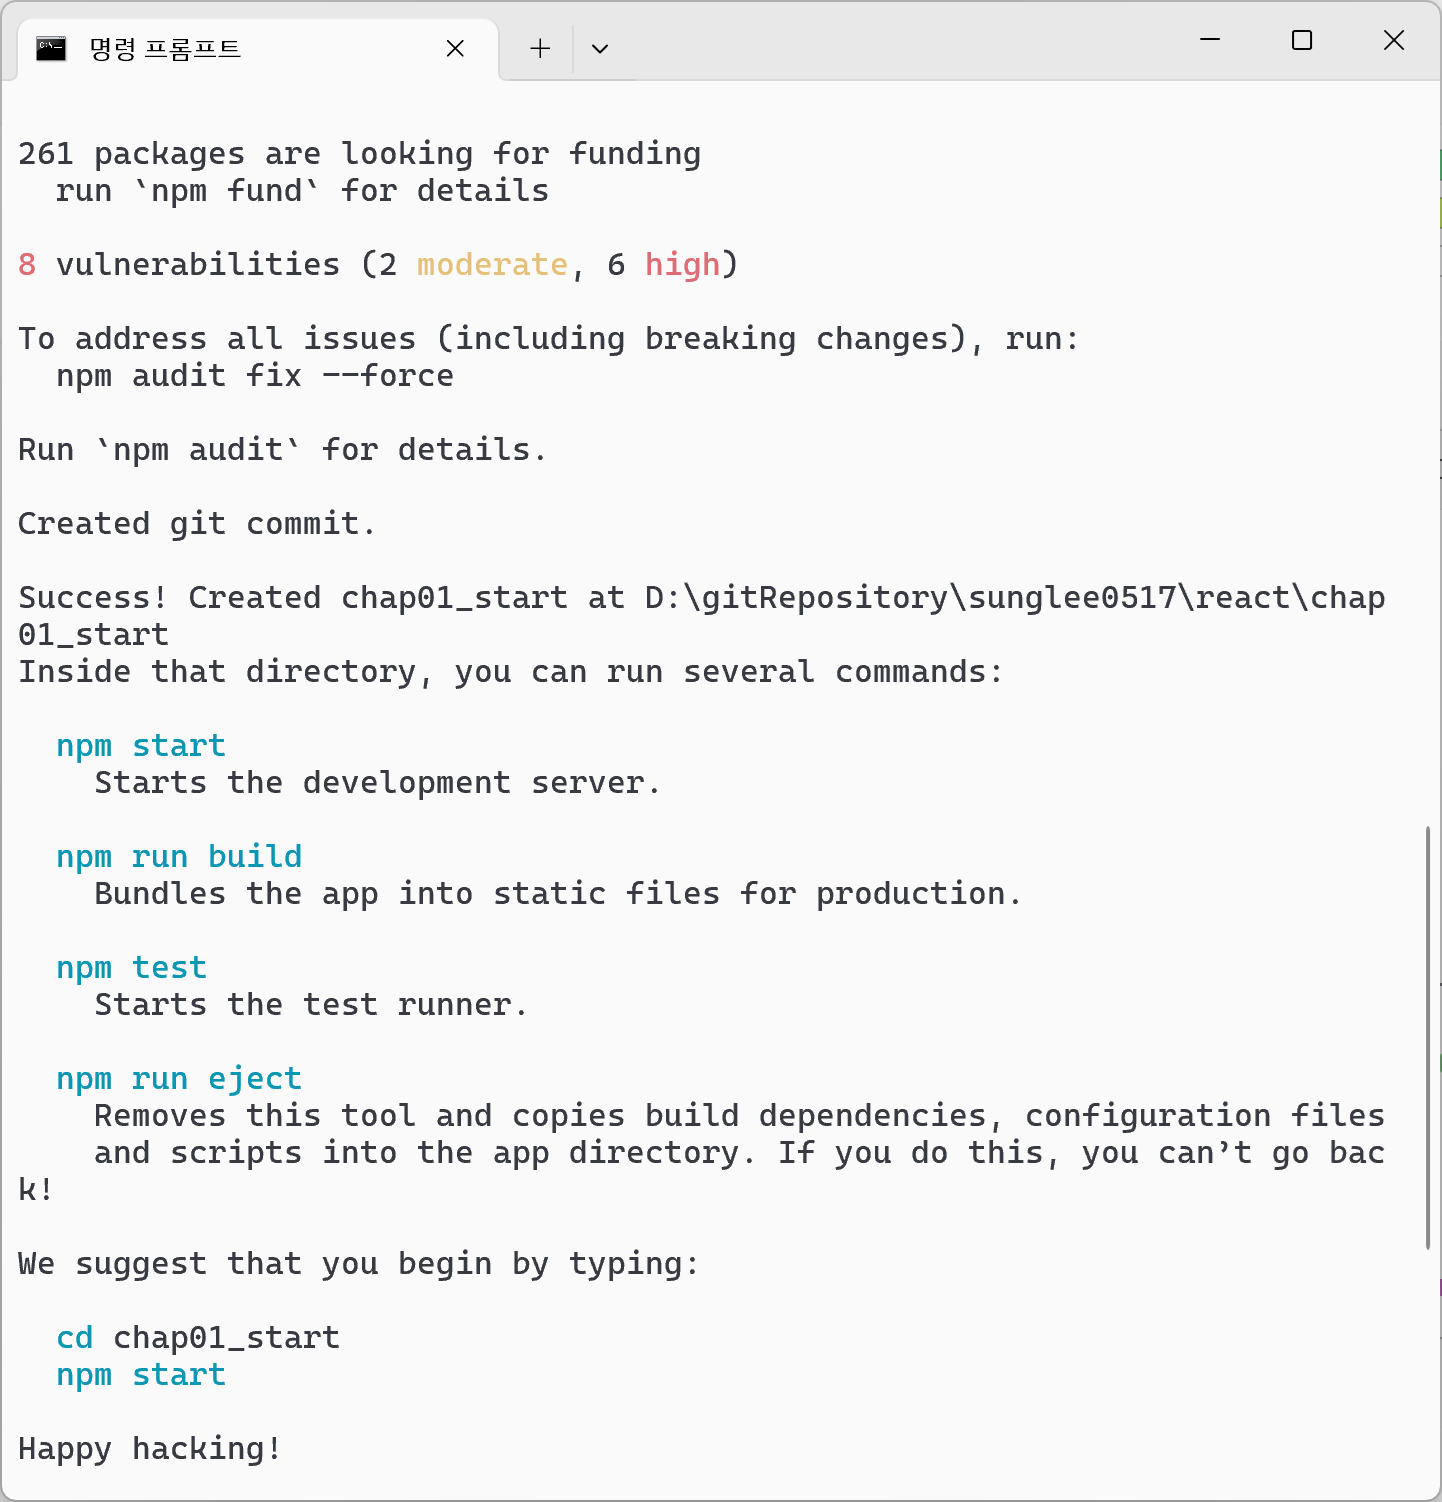 명령 프롬프트
261 packages are looking for funding
  run `npm fund` for details
8 vulnerabilities (2 moderate, 6 high)
To address all issues (including breaking changes), run:
  npm audit fix --force
Run `npm audit` for details.
Created git commit.
Success! Created chap01_start at D:\gitRepository\sunglee0517\react\chap
01_start
Inside that directory, you can run several commands:
  npm start
    Starts the development server.
  npm run build
    Bundles the app into static files for production.
  npm test
    Starts the test runner.
  npm run eject
    Removes this tool and copies build dependencies, configuration files
    and scripts into the app directory. If you do this, you can’t go bac
k!
We suggest that you begin by typing:
  cd chap01_start
  npm start
Happy hacking!